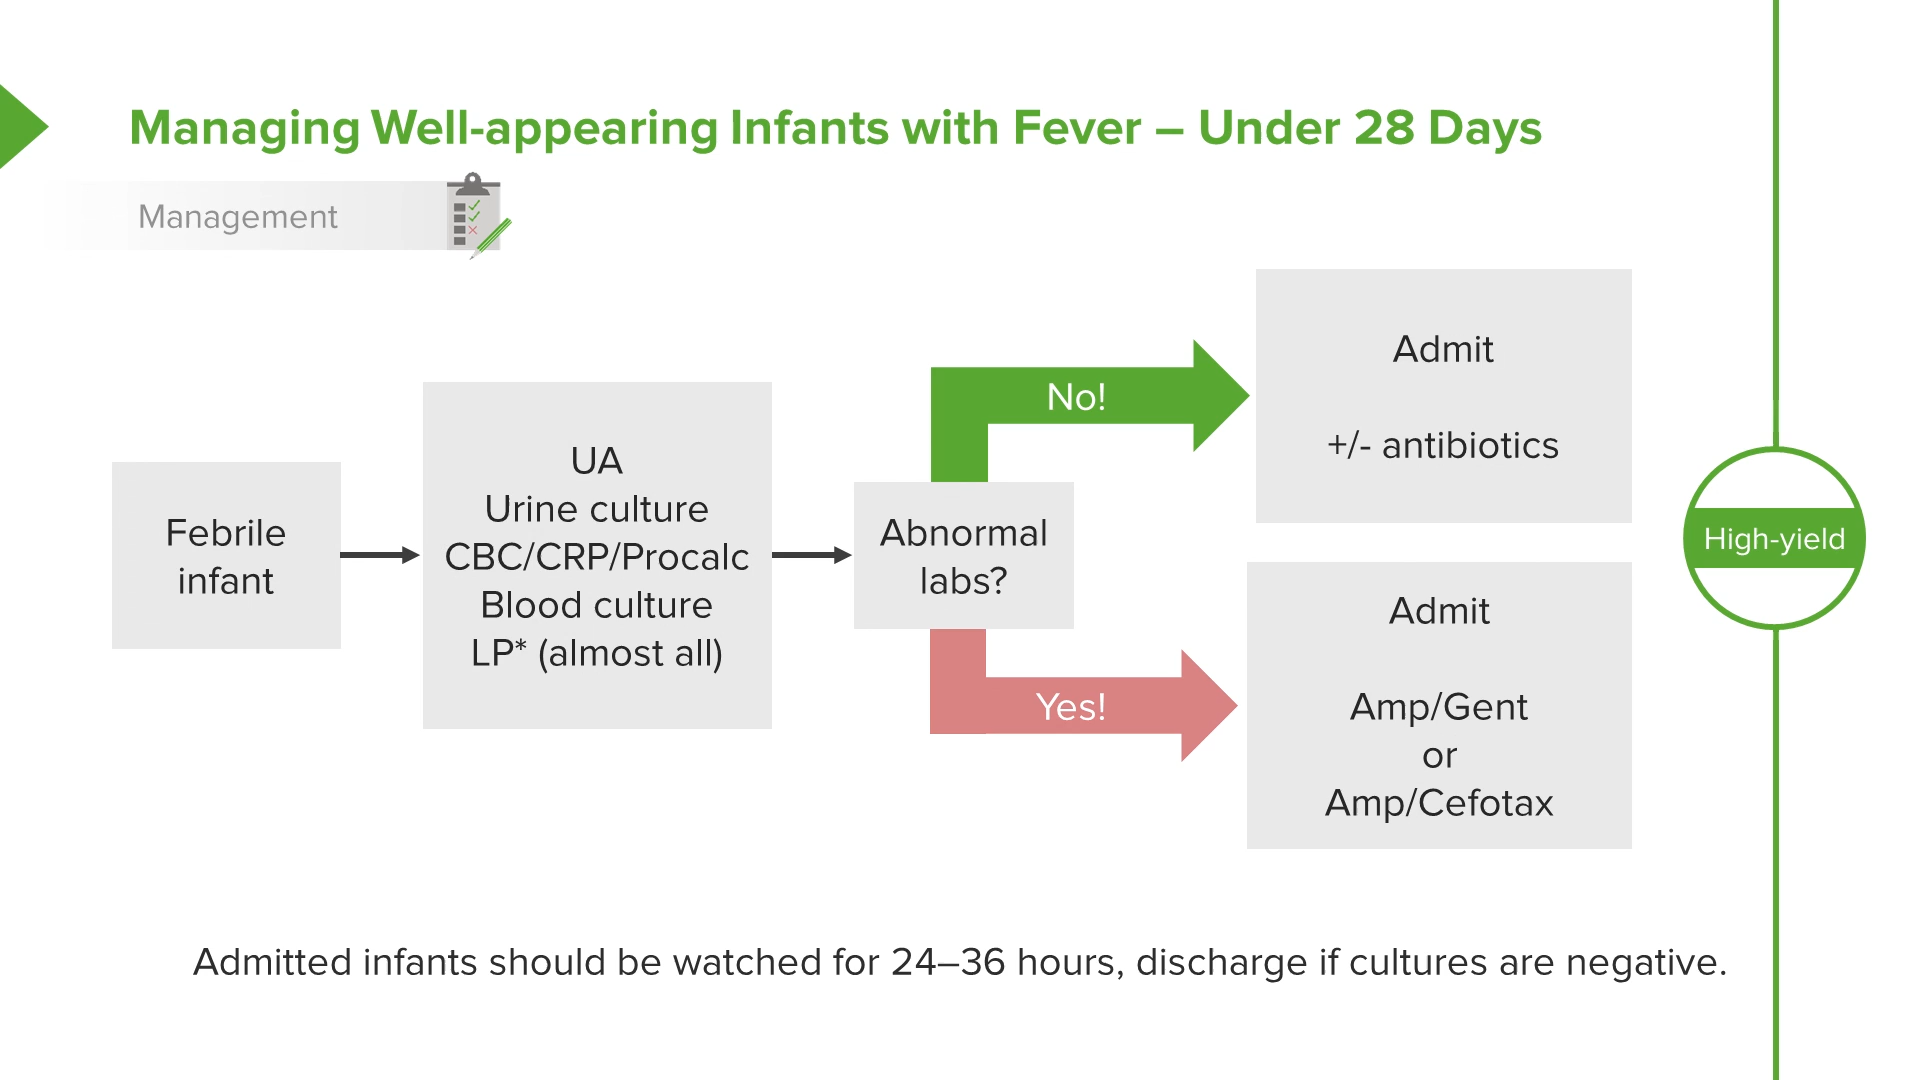 Managing Well-appearing Infants with Fever – Under 28 Days
Management
Febrile
infant
UA
Urine culture
CBC/CRP/Procalc
Blood culture
LP* (almost all)
Abnormal
labs?
No!
Admit
+/- antibiotics
Yes!
Admit
Amp/Gent
or
Amp/Cefotax
High-yield
Admitted infants should be watched for 24–36 hours, discharge if cultures are negative.